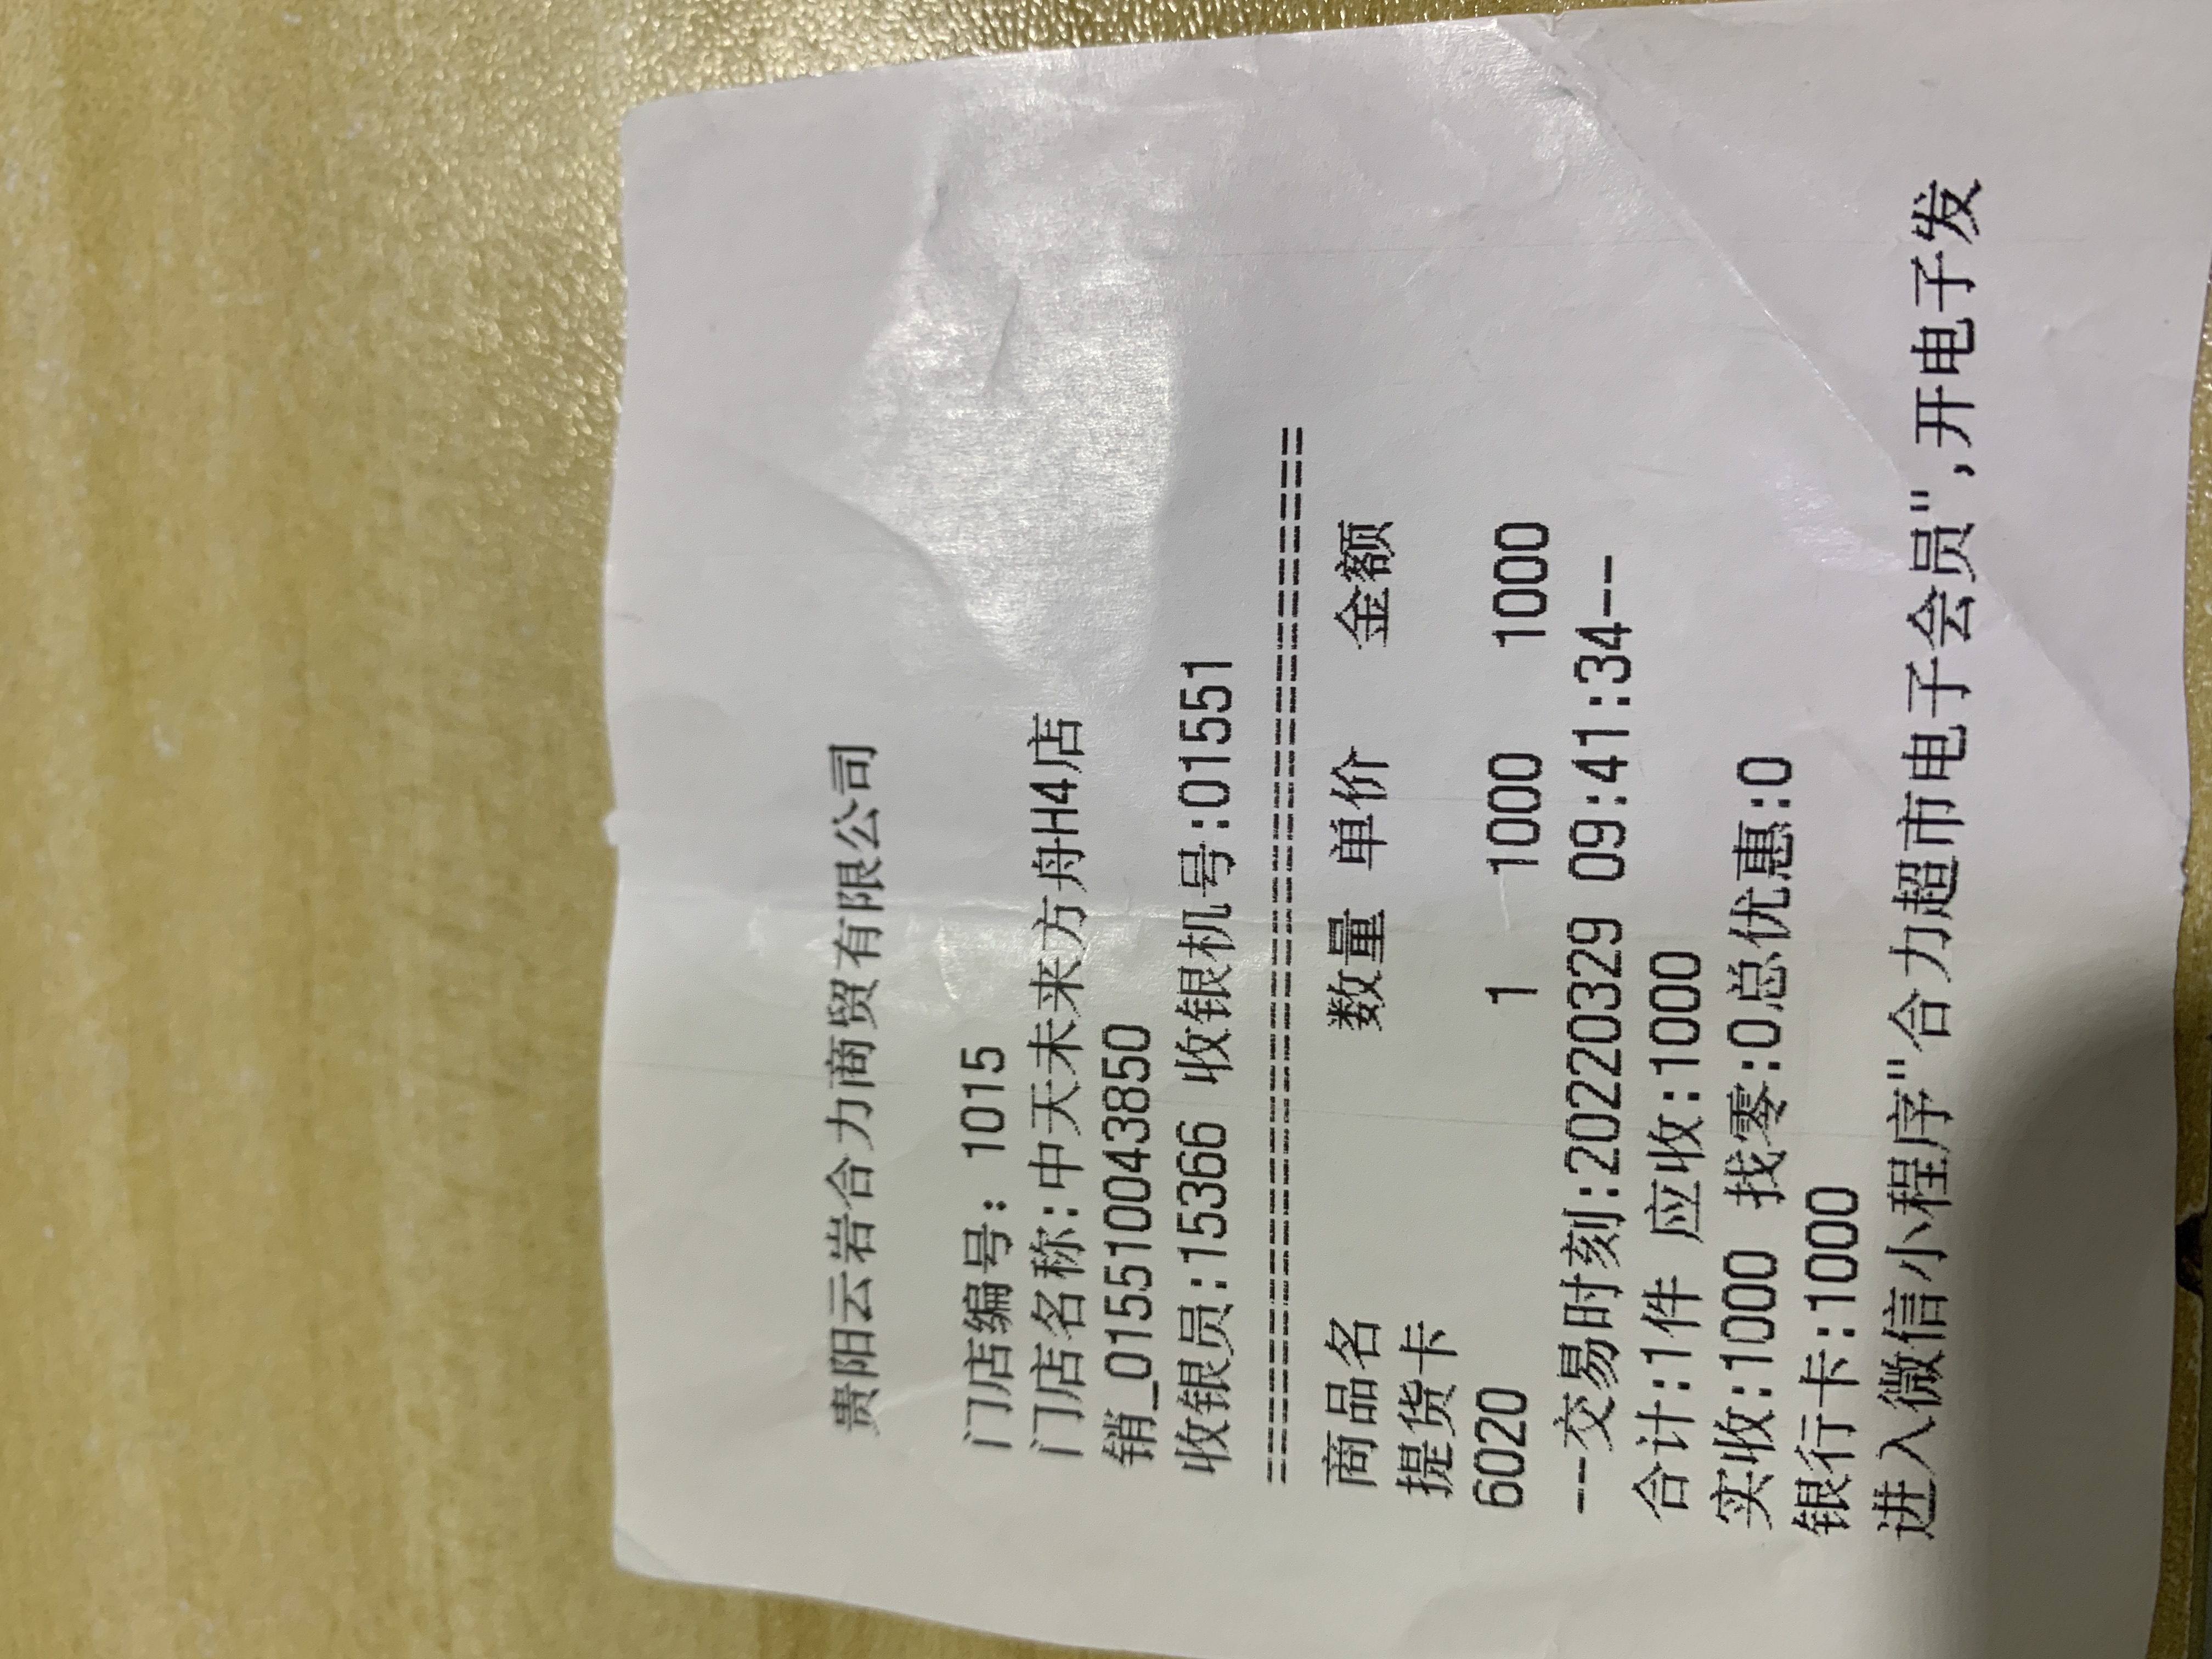 贵阳云岩合力商贸有限公司
门店编号: 1015
门店名称:中天未来方舟H4店
销_015510043850
收银员:15366 收银机号:01551
==========================================
商品名 数量 单价 金额
提货卡
6020 1 1000 1000
--交易时刻:20220329 09:41:34--
合计:1件 应收:1000
实收:1000 找零:0总优惠:0
银行卡:1000
进入微信小程序"合力超市电子会员",开电子发